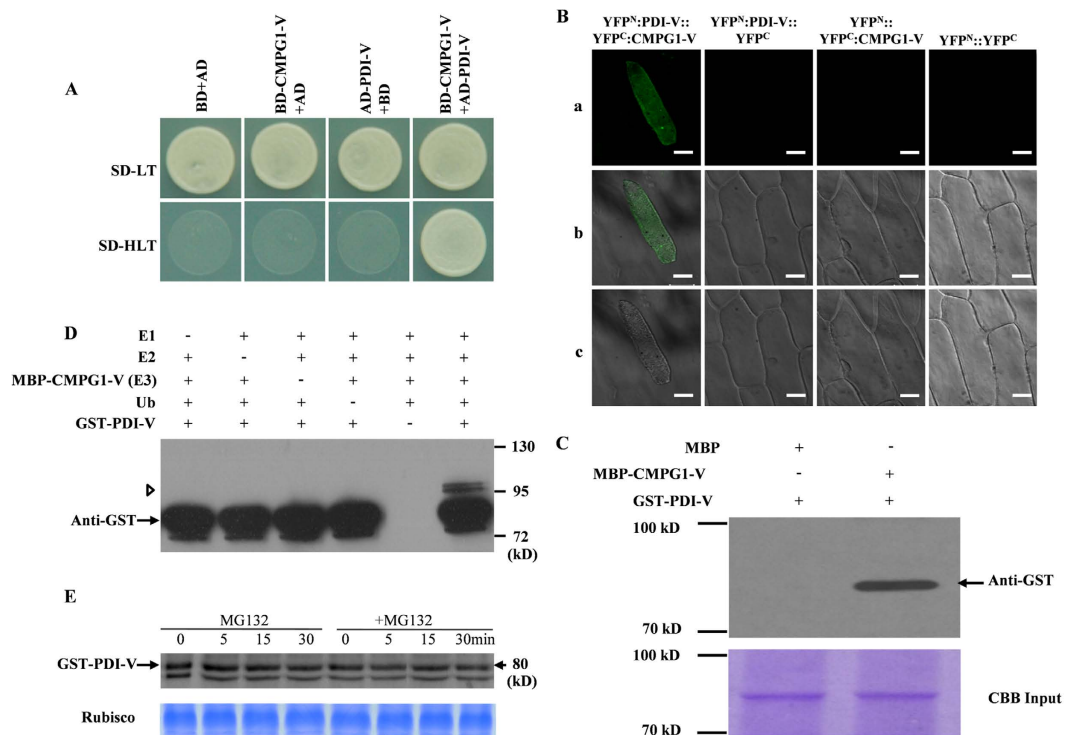 A
BD+AD
BD-CMPG1-V
+AD
AD-PDI-V
+BD
BD-CMPG1-V
+AD-PDI-V
SD-LT
SD-HLT
B
YFPᴺ:PDI-V::
YFPᶜ:CMPG1-V
YFPᴺ:PDI-V::
YFPᶜ
YFPᴺ::
YFPᶜ:CMPG1-V
YFPᴺ::YFPᶜ
a
b
c
D
E1 - + + + + +
E2 + - + + + +
MBP-CMPG1-V (E3) + + - + + +
Ub + + + - + +
GST-PDI-V + + + + - +
130
95
Anti-GST
72
(kD)
C
MBP + -
MBP-CMPG1-V - +
GST-PDI-V + +
100 kD
Anti-GST
70 kD
100 kD
CBB Input
70 kD
E
MG132 +MG132
0 5 15 30 0 5 15 30min
GST-PDI-V 80
(kD)
Rubisco